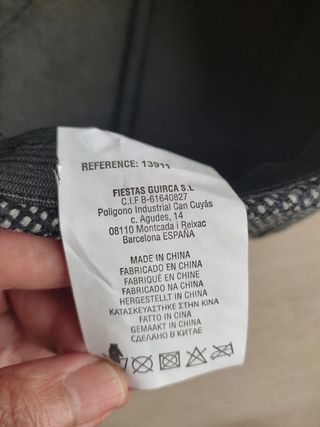 REFERENCE: 13911
FIESTAS GUIRCA S.L
C.I.F B-61640827
Poligono Industrial Can Cuyás
c. Agudes, 14
08110 Montcada i Reixac
Barcelona ESPAÑA
MADE IN CHINA
FABRICADO EN CHINA
FABRIQUÉ EN CHINE
FABRICADO NA CHINA
HERGESTELLT IN CHINA
ΚΑΤΑΣΚΕΥΑΣΤΗΚΕ ΣΤΗΝ ΚΙΝΑ
FATTO IN CINA
GEMAAKT IN CHINA
СДЕЛАНО В КИТАЕ